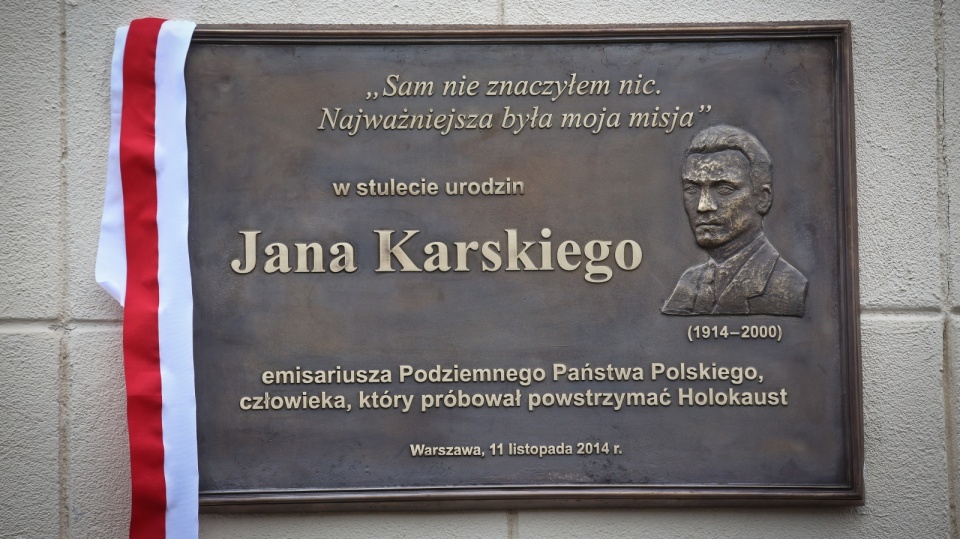 „Sam nie znaczyłem nic.
Najważniejsza była moja misja”
w stulecie urodzin
Jana Karskiego
(1914–2000)
emisariusza Podziemnego Państwa Polskiego,
człowieka, który próbował powstrzymać Holokaust
Warszawa, 11 listopada 2014 r.